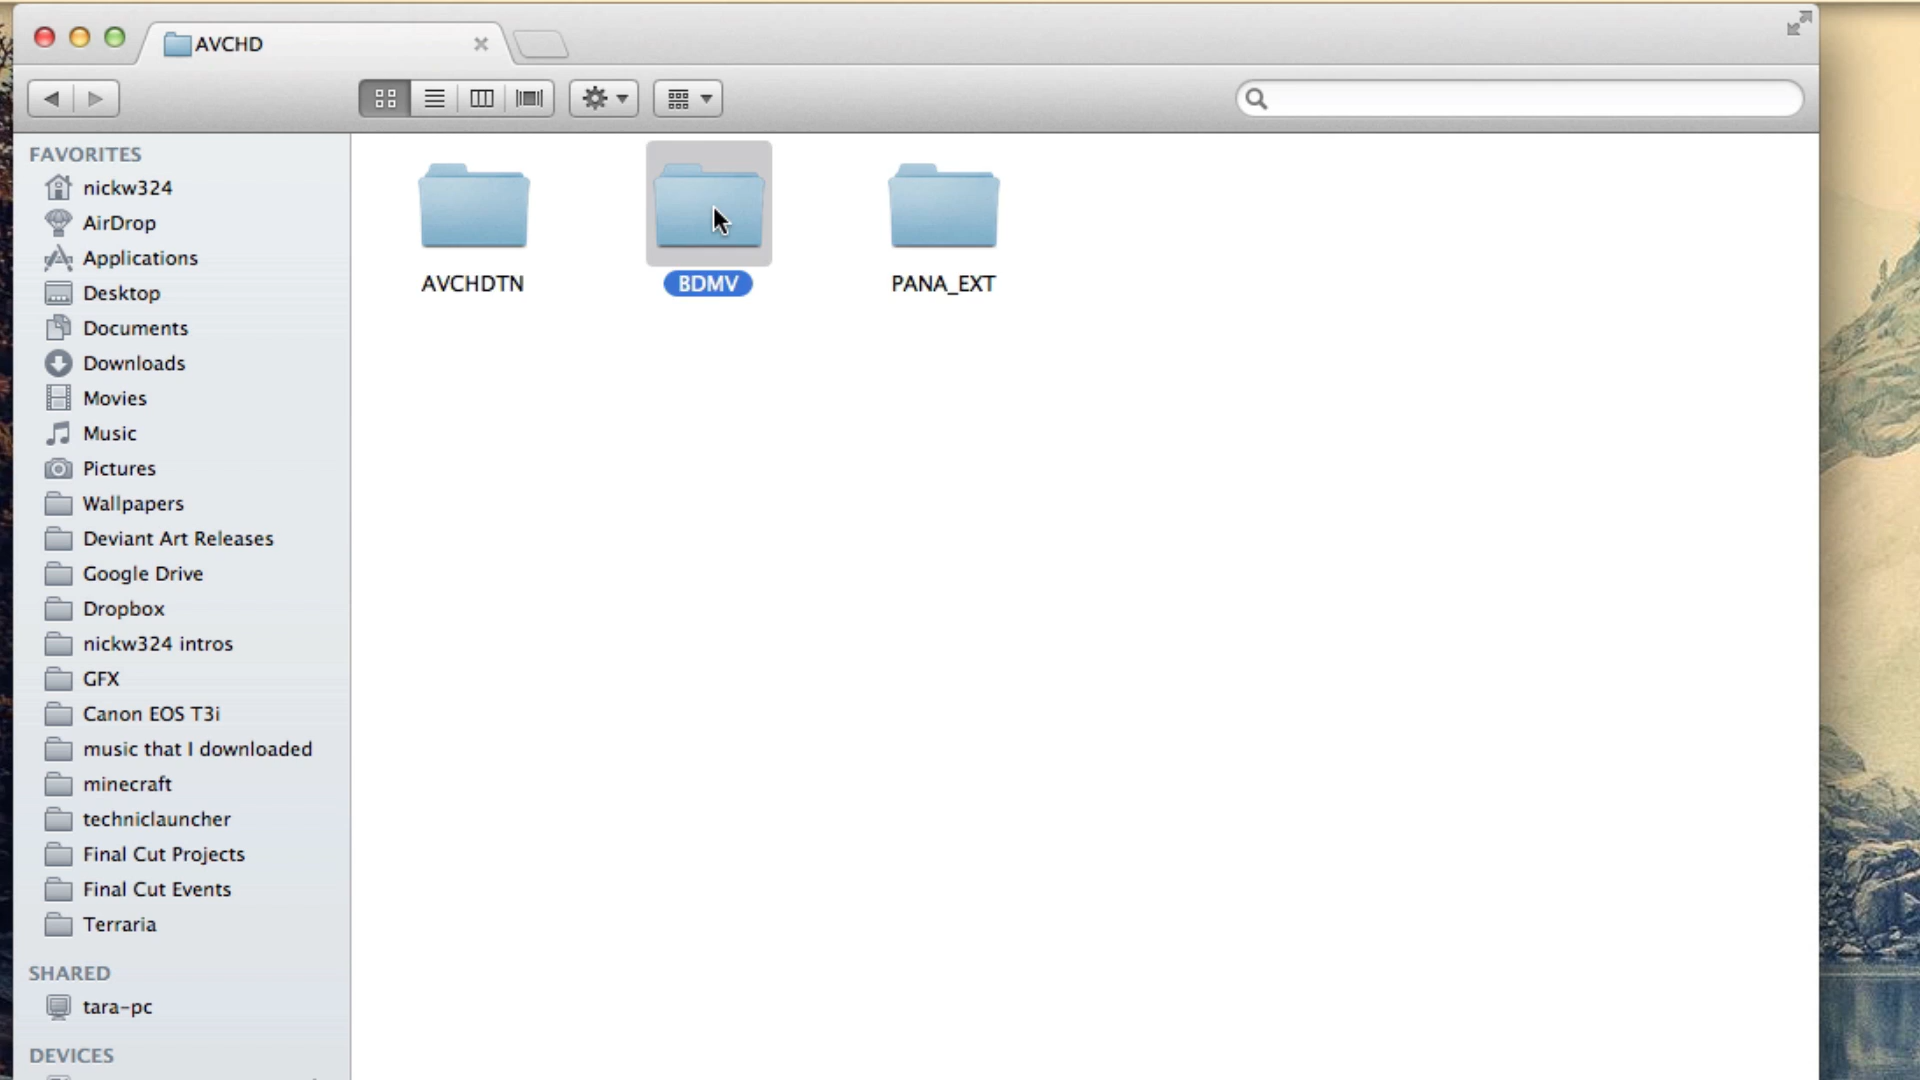 AVCHD
FAVORITES
nickw324
AirDrop
Applications
Desktop
Documents
Downloads
Movies
Music
Pictures
Wallpapers
Deviant Art Releases
Google Drive
Dropbox
nickw324 intros
GFX
Canon EOS T3i
music that I downloaded
minecraft
techniclauncher
Final Cut Projects
Final Cut Events
Terraria
SHARED
tara-pc
DEVICES
AVCHDTN
BDMV
PANA_EXT